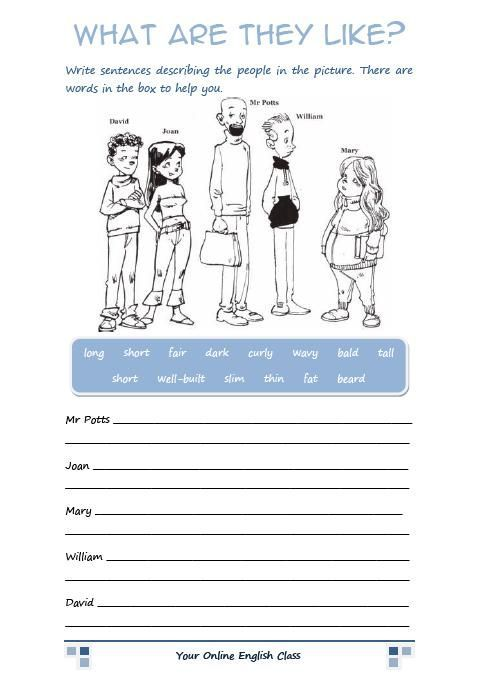 WHAT ARE THEY LIKE?
Write sentences describing the people in the picture. There are
words in the box to help you.
Mr Potts
William
David
Joan
Mary
long short fair dark curly wavy bald tall
short well-built slim thin fat beard
Mr Potts
Joan
Mary
William
David
Your Online English Class